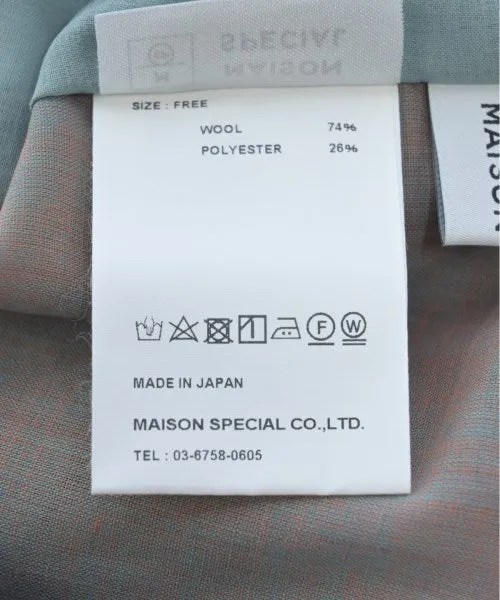 SPECIAL
MAISON
SIZE : FREE
WOOL 74%
POLYESTER 26%
F W
MADE IN JAPAN
MAISON SPECIAL CO.,LTD.
TEL : 03-6758-0605
MAISON